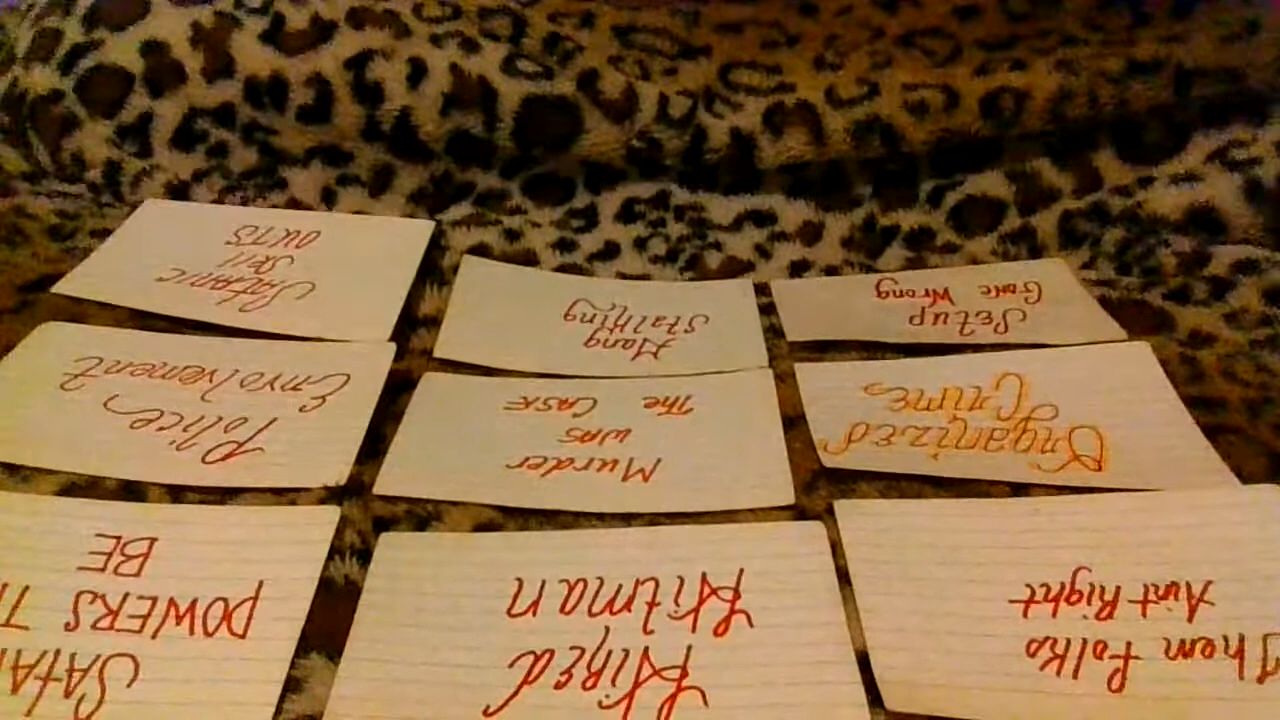 Them Folks
Aint Right
Hired
Hitman
POWERS
BE
Organized
Crime
Murder
was
The CASE
Police
Envolvement
Setup
Gone Wrong
Gang
Stalking
Satanic
Sell
OUTS